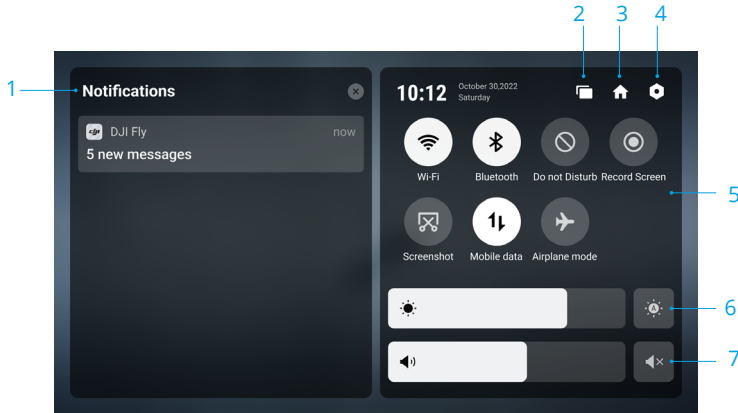 2 3 4
1
Notifications
10:12
October 30,2022
Saturday
dji DJI Fly now
5 new messages
Wi-Fi Bluetooth Do not Disturb Record Screen
5
Screenshot Mobile data Airplane mode
A
6
7